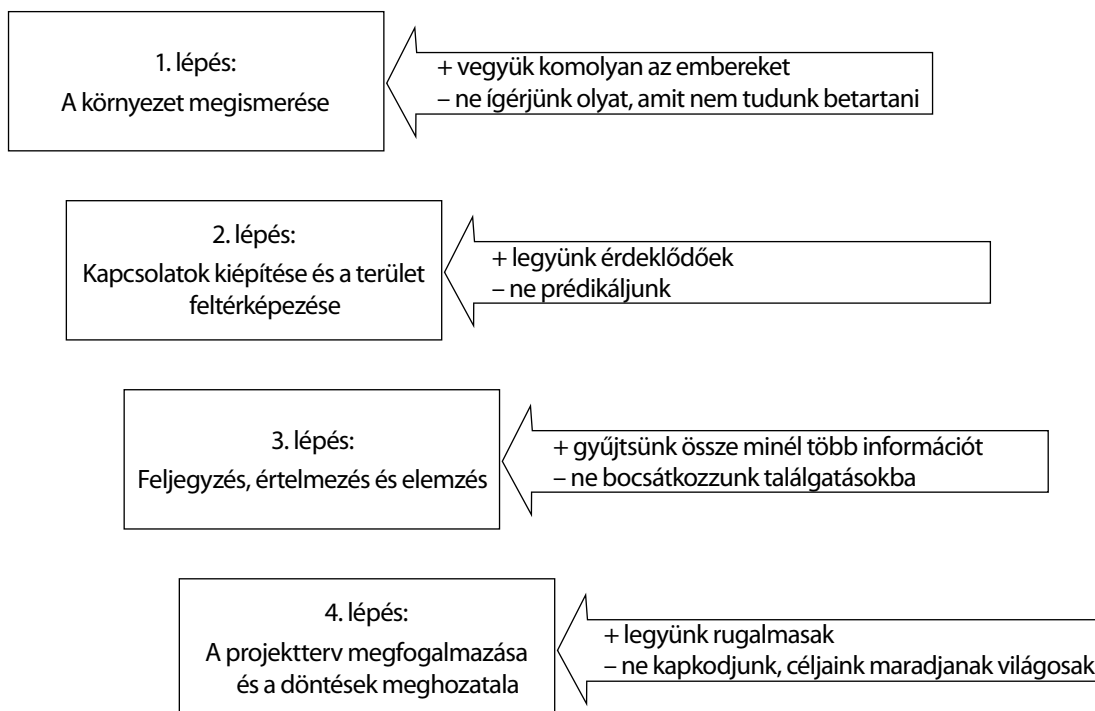 1. lépés:
A környezet megismerése
+ vegyük komolyan az embereket
– ne ígérjünk olyat, amit nem tudunk betartani
2. lépés:
Kapcsolatok kiépítése és a terület
feltérképezése
+ legyünk érdeklődőek
– ne prédikáljunk
3. lépés:
Feljegyzés, értelmezés és elemzés
+ gyűjtsünk össze minél több információt
– ne bocsátkozzunk találgatásokba
4. lépés:
A projektterv megfogalmazása
és a döntések meghozatala
+ legyünk rugalmasak
– ne kapkodjunk, céljaink maradjanak világosak